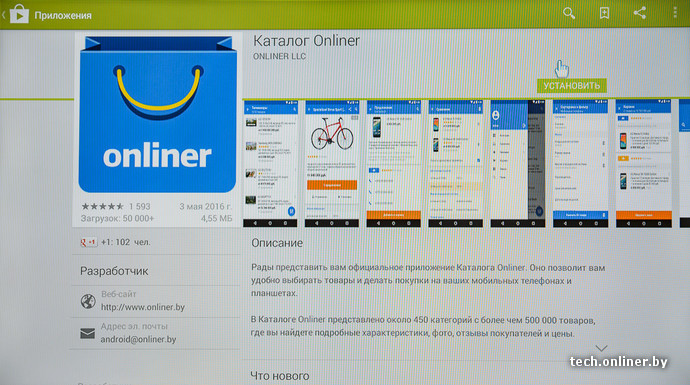 Приложения
Каталог Onliner
ONLINER LLC
УСТАНОВИТЬ
onliner
1 593
3 мая 2016 г.
Загрузок: 50 000+
4,55 МБ
+1
+1: 102 чел.
Разработчик
Веб-сайт
http://www.onliner.by
Адрес эл. почты
android@onliner.by
Описание
Рады представить вам официальное приложение Каталога Onliner. Оно позволит вам
удобно выбирать товары и делать покупки на ваших мобильных телефонах и
планшетах.
В Каталоге Onliner представлено около 450 категорий с более чем 500 000 товаров,
где вы найдете подробные характеристики, фото, отзывы покупателей и цены.
Что нового
tech.onliner.by